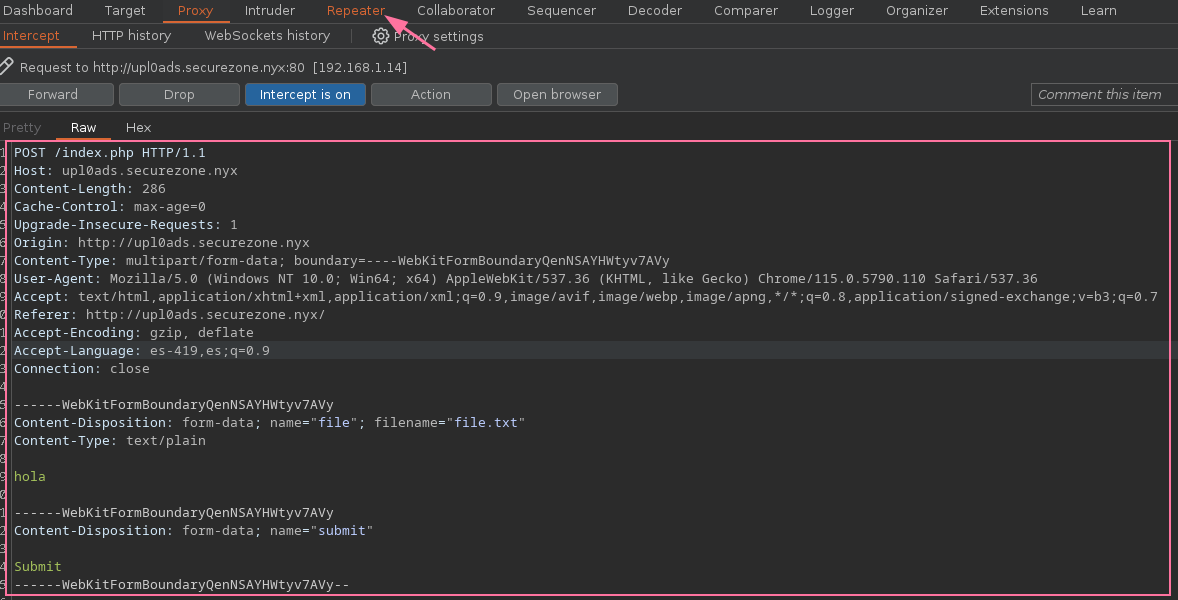 Dashboard Target Proxy Intruder Repeater Collaborator Sequencer Decoder Comparer Logger Organizer Extensions Learn
Intercept HTTP history WebSockets history Proxy settings
Request to http://upl0ads.securezone.nyx:80 [192.168.1.14]
Forward Drop Intercept is on Action Open browser Comment this item
Pretty Raw Hex
1 POST /index.php HTTP/1.1
2 Host: upl0ads.securezone.nyx
3 Content-Length: 286
4 Cache-Control: max-age=0
5 Upgrade-Insecure-Requests: 1
6 Origin: http://upl0ads.securezone.nyx
7 Content-Type: multipart/form-data; boundary=----WebKitFormBoundaryQenNSAYHWtyv7AVy
8 User-Agent: Mozilla/5.0 (Windows NT 10.0; Win64; x64) AppleWebKit/537.36 (KHTML, like Gecko) Chrome/115.0.5790.110 Safari/537.36
9 Accept: text/html,application/xhtml+xml,application/xml;q=0.9,image/avif,image/webp,image/apng,*/*;q=0.8,application/signed-exchange;v=b3;q=0.7
0 Referer: http://upl0ads.securezone.nyx/
1 Accept-Encoding: gzip, deflate
2 Accept-Language: es-419,es;q=0.9
3 Connection: close
4
5 ------WebKitFormBoundaryQenNSAYHWtyv7AVy
6 Content-Disposition: form-data; name="file"; filename="file.txt"
7 Content-Type: text/plain
8
9 hola
0
1 ------WebKitFormBoundaryQenNSAYHWtyv7AVy
2 Content-Disposition: form-data; name="submit"
3
4 Submit
5 ------WebKitFormBoundaryQenNSAYHWtyv7AVy--